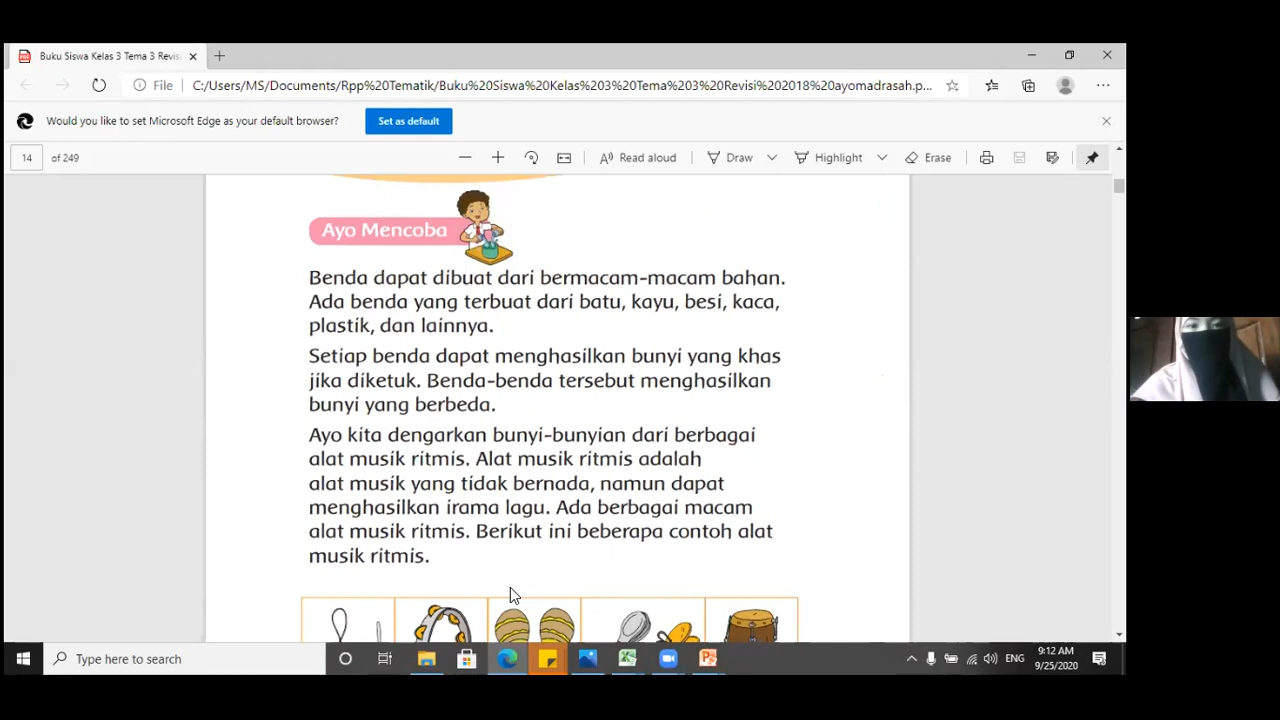 Buku Siswa Kelas 3 Tema 3 Revisi
File C:/Users/MS/Documents/Rpp%20Tematik/Buku%20Siswa%20Kelas%203%20Tema%203%20Revisi%202018%20ayomadrasah.p...
Would you like to set Microsoft Edge as your default browser? Set as default
14 of 249 Read aloud Draw Highlight Erase
Ayo Mencoba
Benda dapat dibuat dari bermacam-macam bahan.
Ada benda yang terbuat dari batu, kayu, besi, kaca,
plastik, dan lainnya.
Setiap benda dapat menghasilkan bunyi yang khas
jika diketuk. Benda-benda tersebut menghasilkan
bunyi yang berbeda.
Ayo kita dengarkan bunyi-bunyian dari berbagai
alat musik ritmis. Alat musik ritmis adalah
alat musik yang tidak bernada, namun dapat
menghasilkan irama lagu. Ada berbagai macam
alat musik ritmis. Berikut ini beberapa contoh alat
musik ritmis.
Type here to search
ENG
9:12 AM
9/25/2020